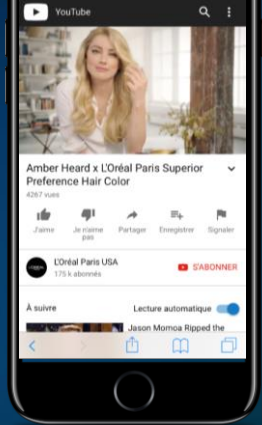 YouTube
Amber Heard x L'Oréal Paris Superior
Preference Hair Color
4267 vues
J'aime
Je n'aime
pas
Partager
Enregistrer
Signaler
L'Oréal Paris USA
175 k abonnés
S'ABONNER
À suivre
Lecture automatique
Jason Momoa Ripped the